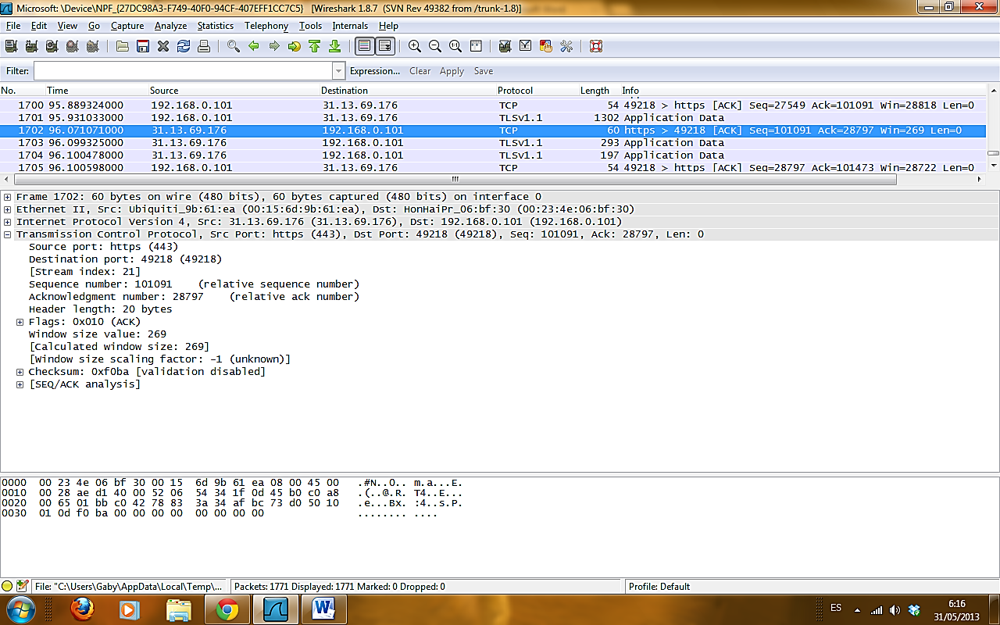 Microsoft: \Device\NPF_{27DC98A3-F749-40F0-94CF-407EFF1CC7C5}   [Wireshark 1.8.7  (SVN Rev 49382 from /trunk-1.8)]
File Edit View Go Capture Analyze Statistics Telephony Tools Internals Help
Filter: Expression... Clear Apply Save
No. Time Source Destination Protocol Length Info
1700 95.889324000 192.168.0.101 31.13.69.176 TCP 54 49218 > https [ACK] Seq=27549 Ack=101091 Win=28818 Len=0
1701 95.931033000 192.168.0.101 31.13.69.176 TLSv1.1 1302 Application Data
1702 96.071071000 31.13.69.176 192.168.0.101 TCP 60 https > 49218 [ACK] Seq=101091 Ack=28797 Win=269 Len=0
1703 96.099325000 31.13.69.176 192.168.0.101 TLSv1.1 293 Application Data
1704 96.100478000 31.13.69.176 192.168.0.101 TLSv1.1 197 Application Data
1705 96.100598000 192.168.0.101 31.13.69.176 TCP 54 49218 > https [ACK] Seq=28797 Ack=101473 Win=28722 Len=0
Frame 1702: 60 bytes on wire (480 bits), 60 bytes captured (480 bits) on interface 0
Ethernet II, Src: Ubiquiti_9b:61:ea (00:15:6d:9b:61:ea), Dst: HonHaiPr_06:bf:30 (00:23:4e:06:bf:30)
Internet Protocol Version 4, Src: 31.13.69.176 (31.13.69.176), Dst: 192.168.0.101 (192.168.0.101)
Transmission Control Protocol, Src Port: https (443), Dst Port: 49218 (49218), Seq: 101091, Ack: 28797, Len: 0
Source port: https (443)
Destination port: 49218 (49218)
[Stream index: 21]
Sequence number: 101091    (relative sequence number)
Acknowledgment number: 28797    (relative ack number)
Header length: 20 bytes
Flags: 0x010 (ACK)
Window size value: 269
[Calculated window size: 269]
[Window size scaling factor: -1 (unknown)]
Checksum: 0xf0ba [validation disabled]
[SEQ/ACK analysis]
0000  00 23 4e 06 bf 30 00 15  6d 9b 61 ea 08 00 45 00   .#N..0.. m.a...E.
0010  00 28 ae d1 40 00 52 06  54 34 1f 0d 45 b0 c0 a8   .(..@.R. T4..E...
0020  00 65 01 bb c0 42 78 83  3a 34 af bc 73 d0 50 10   .e...Bx. :4..s.P.
0030  01 0d f0 ba 00 00 00 00  00 00 00 00   ........ ....
File: "C:\Users\Gaby\AppData\Local\Temp\... Packets: 1771 Displayed: 1771 Marked: 0 Dropped: 0 Profile: Default
ES 6:16
31/05/2013